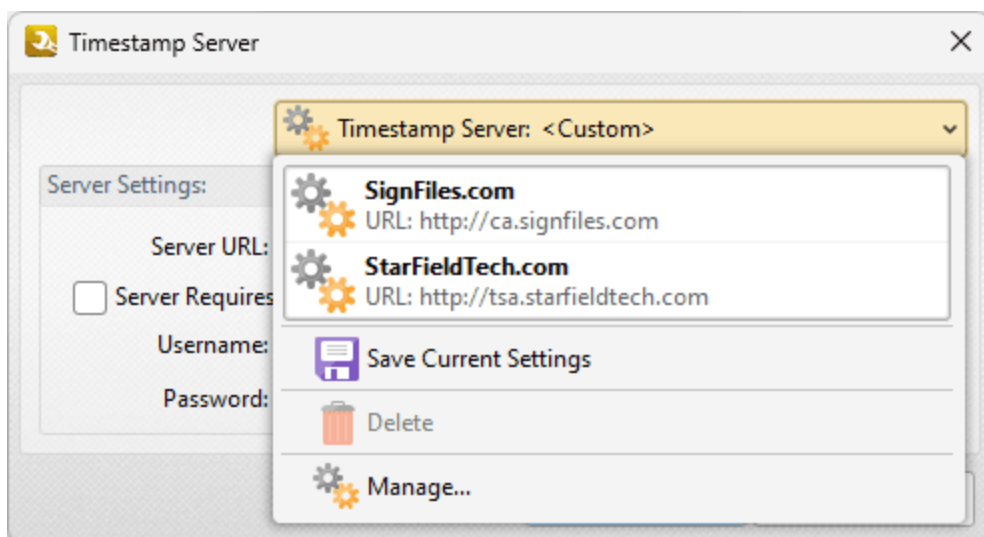 Timestamp Server
Timestamp Server: <Custom>
Server Settings:
SignFiles.com
URL: http://ca.signfiles.com
Server URL:
StarFieldTech.com
URL: http://tsa.starfieldtech.com
Server Requires
Username:
Save Current Settings
Password:
Delete
Manage...